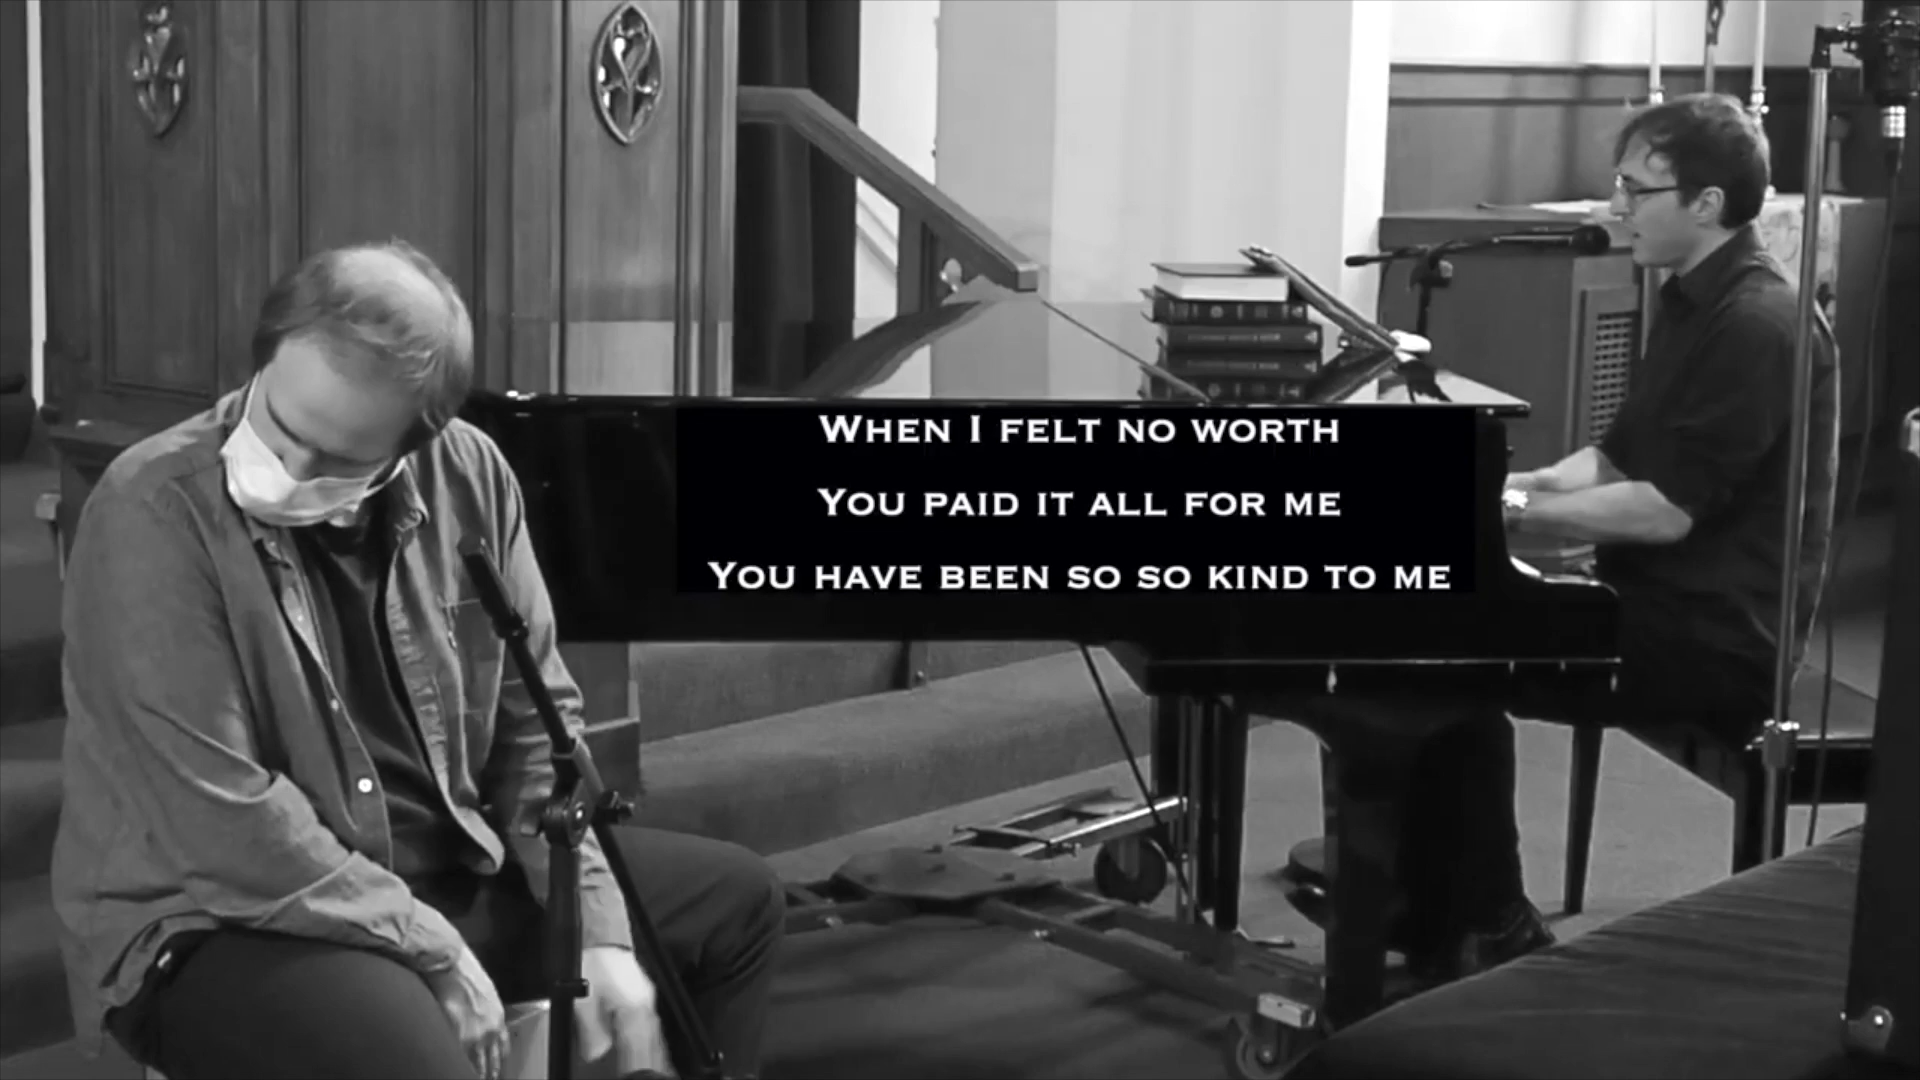 When I felt no worth
You paid it all for me
You have been so so kind to me